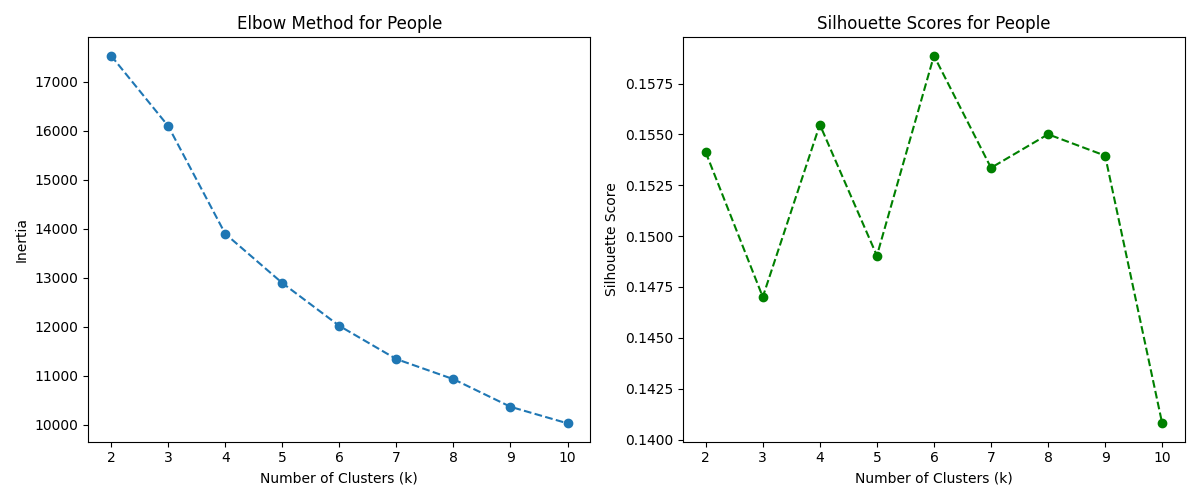 Elbow Method for People
17000
16000
15000
14000
13000
12000
11000
10000
Inertia
2 3 4 5 6 7 8 9 10
Number of Clusters (k)
Silhouette Scores for People
0.1575
0.1550
0.1525
0.1500
0.1475
0.1450
0.1425
0.1400
Silhouette Score
2 3 4 5 6 7 8 9 10
Number of Clusters (k)